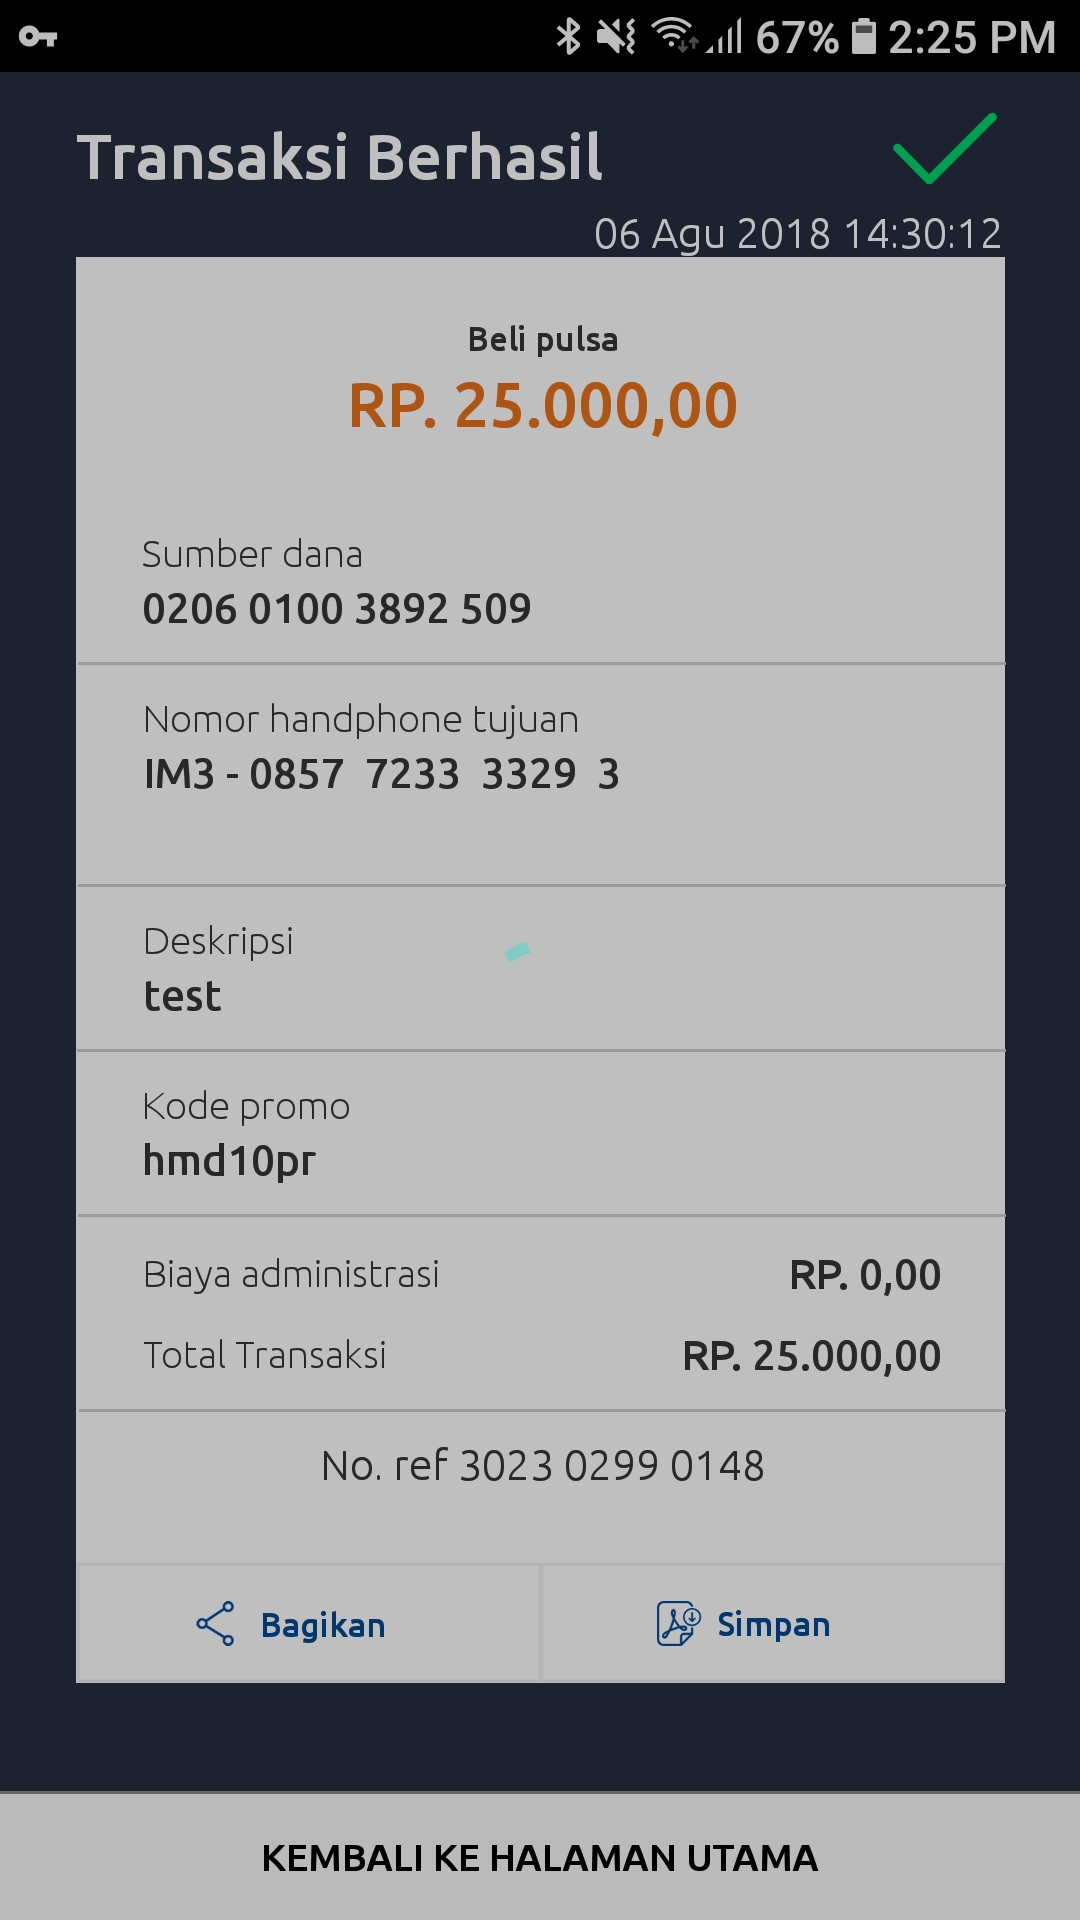 67% 2:25 PM
Transaksi Berhasil
06 Agu 2018 14:30:12
Beli pulsa
RP. 25.000,00
Sumber dana
0206 0100 3892 509
Nomor handphone tujuan
IM3 - 0857 7233 3329 3
Deskripsi
test
Kode promo
hmd10pr
Biaya administrasi RP. 0,00
Total Transaksi RP. 25.000,00
No. ref 3023 0299 0148
Bagikan Simpan
KEMBALI KE HALAMAN UTAMA